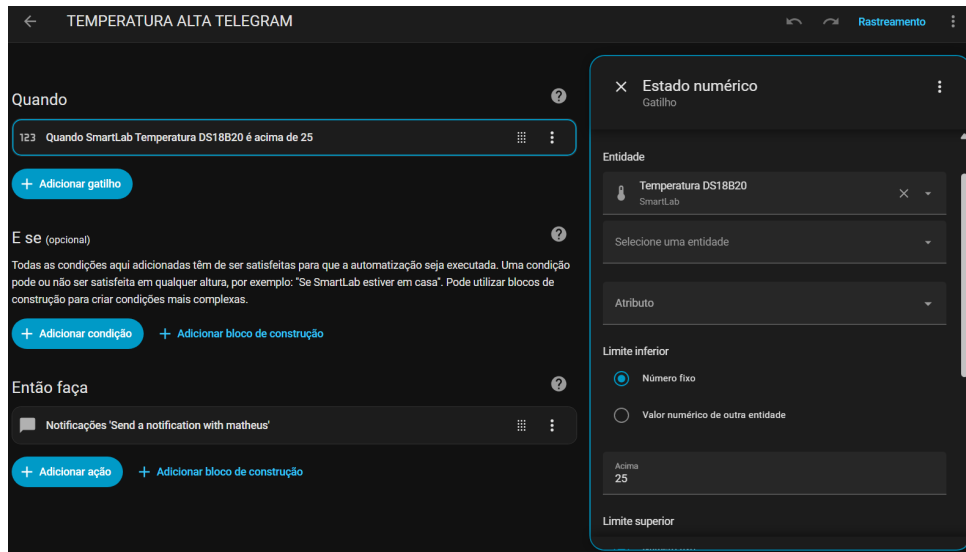 TEMPERATURA ALTA TELEGRAM
Rastreamento
Quando
123 Quando SmartLab Temperatura DS18B20 é acima de 25
+ Adicionar gatilho
E se (opcional)
Todas as condições aqui adicionadas têm de ser satisfeitas para que a automatização seja executada. Uma condição
pode ou não ser satisfeita em qualquer altura, por exemplo: "Se SmartLab estiver em casa". Pode utilizar blocos de
construção para criar condições mais complexas.
+ Adicionar condição + Adicionar bloco de construção
Então faça
Notificações 'Send a notification with matheus'
+ Adicionar ação + Adicionar bloco de construção
Estado numérico
Gatilho
Entidade
Temperatura DS18B20
SmartLab
Selecione uma entidade
Atributo
Limite inferior
Número fixo
Valor numérico de outra entidade
Acima
25
Limite superior